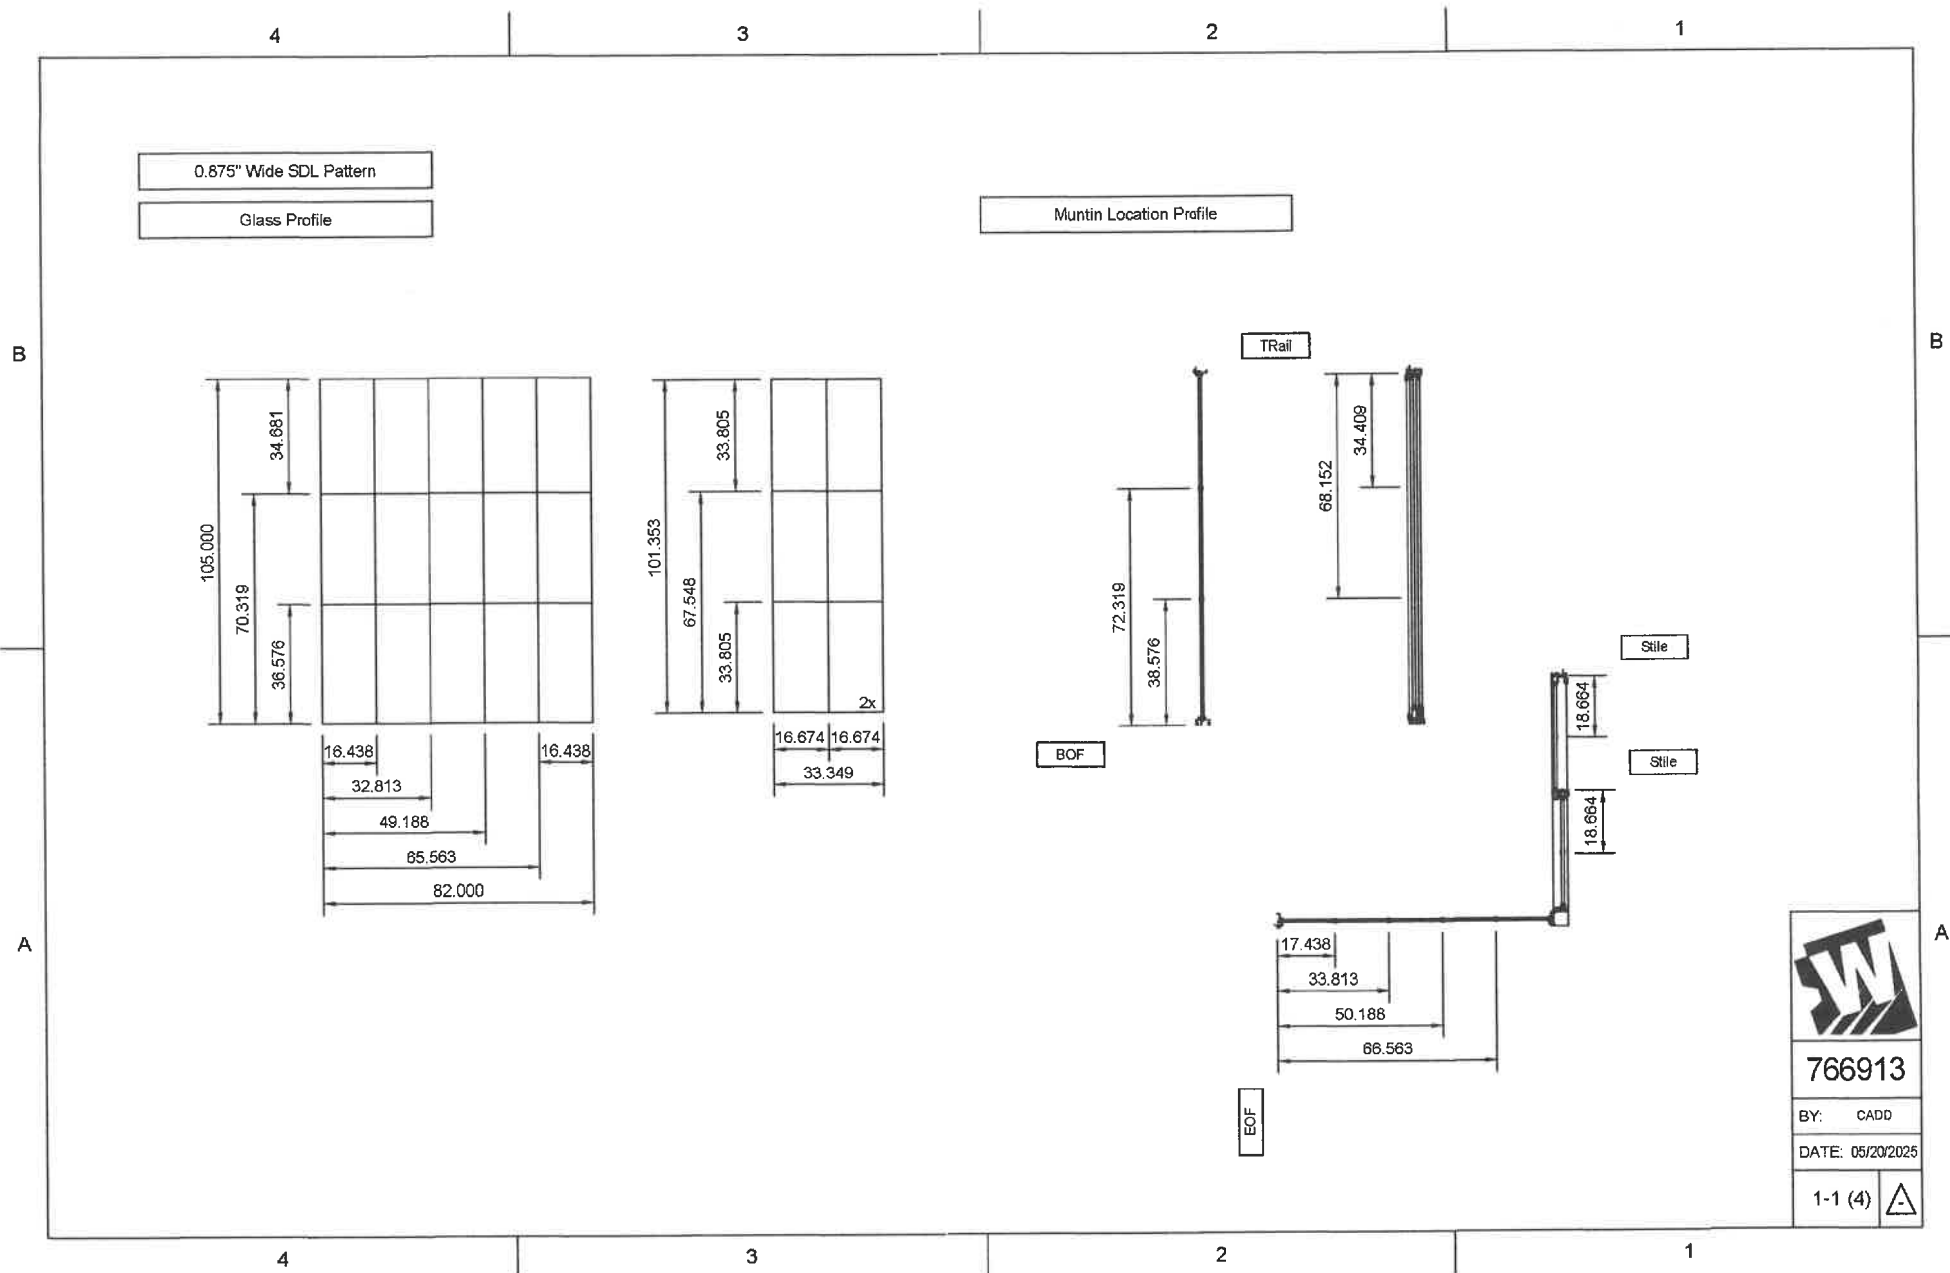 4 3 2 1
0.875" Wide SDL Pattern
Glass Profile
Muntin Location Profile
B B
TRail
34.681
105.000
70.319
36.576
16.438 16.438
32.813
49.188
65.563
82.000
33.805
101.353
67.548
33.805
2x
16.674 16.674
33.349
72.319
38.576
BOF
34.409
68.152
Stile
18.664
Stile
18.664
17.438
33.813
50.188
66.563
EOF
A A
W
766913
BY: CADD
DATE: 05/20/2025
1-1 (4) -
4 3 2 1